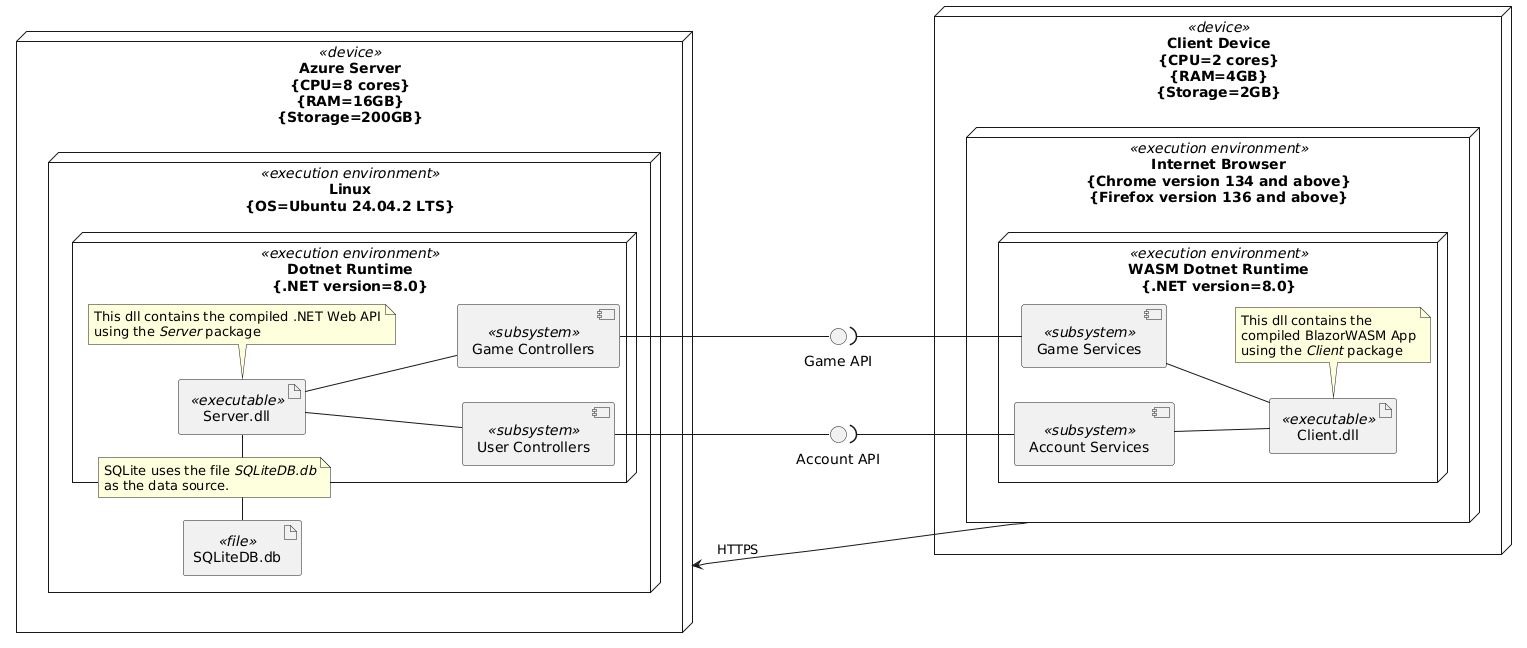 «device»
Azure Server
{CPU=8 cores}
{RAM=16GB}
{Storage=200GB}
«execution environment»
Linux
{OS=Ubuntu 24.04.2 LTS}
«execution environment»
Dotnet Runtime
{.NET version=8.0}
This dll contains the compiled .NET Web API
using the Server package
«executable»
Server.dll
«subsystem»
Game Controllers
«subsystem»
User Controllers
SQLite uses the file SQLiteDB.db
as the data source.
«file»
SQLiteDB.db
Game API
Account API
HTTPS
«device»
Client Device
{CPU=2 cores}
{RAM=4GB}
{Storage=2GB}
«execution environment»
Internet Browser
{Chrome version 134 and above}
{Firefox version 136 and above}
«execution environment»
WASM Dotnet Runtime
{.NET version=8.0}
«subsystem»
Game Services
This dll contains the
compiled BlazorWASM App
using the Client package
«subsystem»
Account Services
«executable»
Client.dll